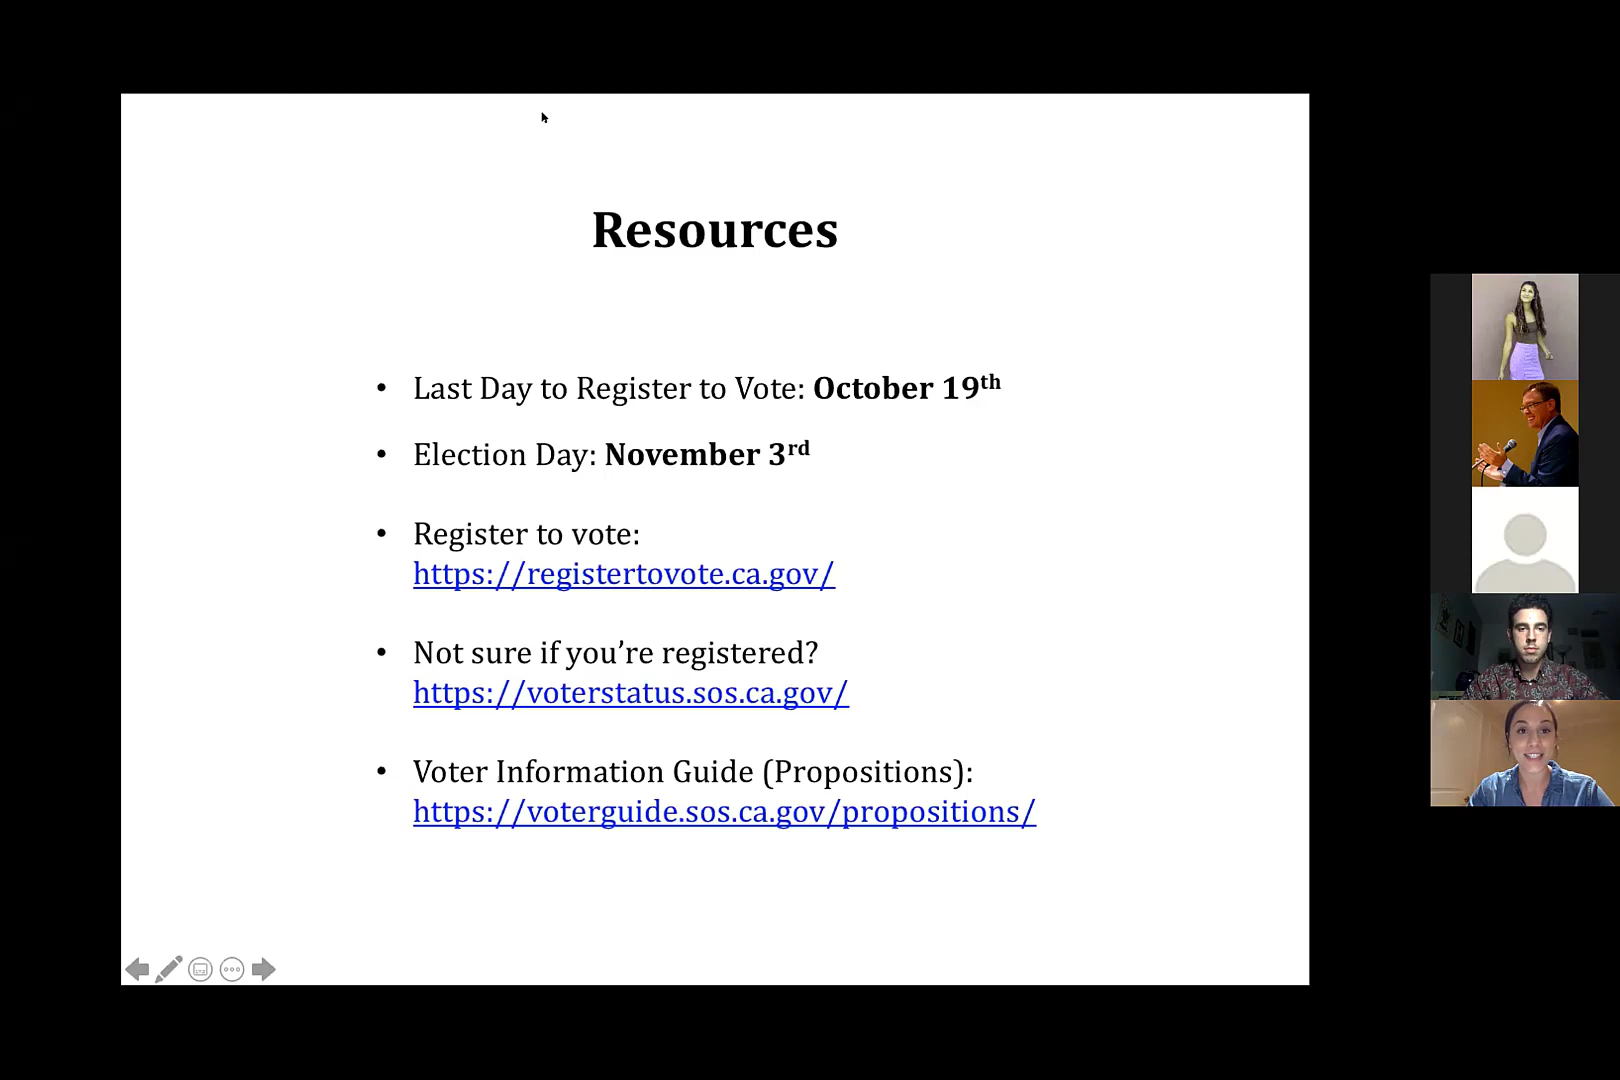 Resources
• Last Day to Register to Vote: October 19th
• Election Day: November 3rd
• Register to vote:
https://registertovote.ca.gov/
• Not sure if you’re registered?
https://voterstatus.sos.ca.gov/
• Voter Information Guide (Propositions):
https://voterguide.sos.ca.gov/propositions/